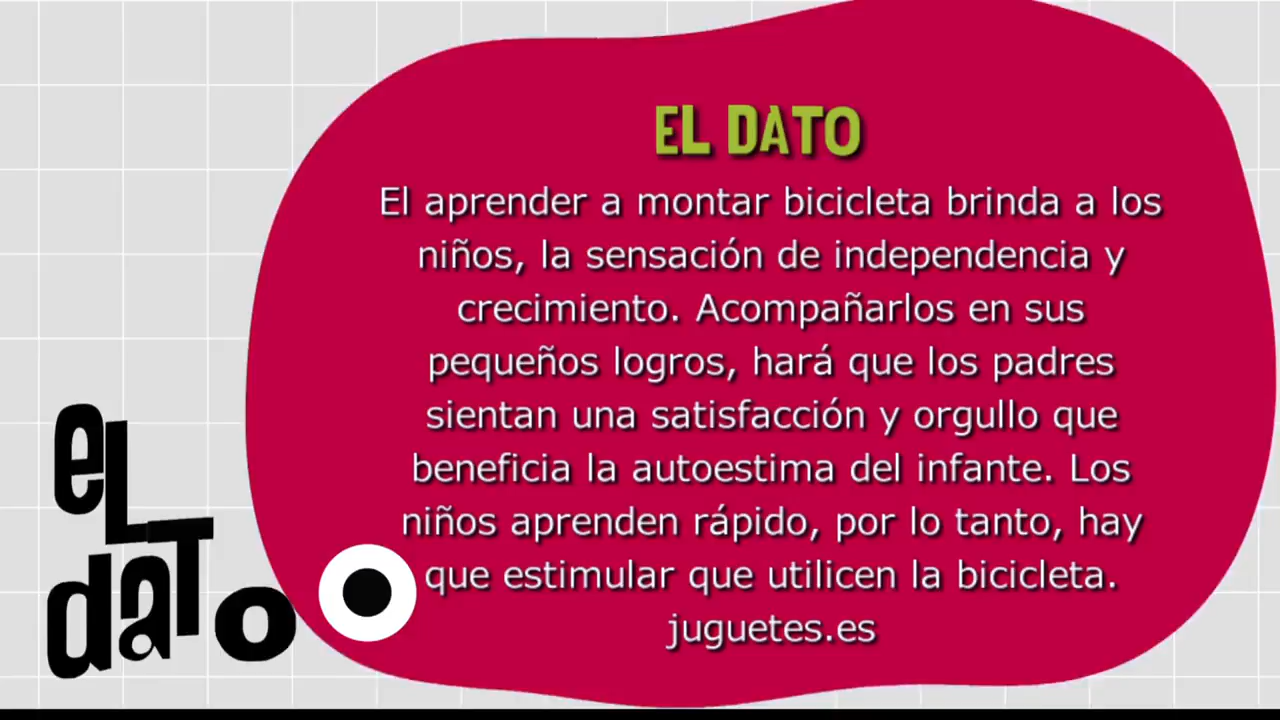 EL DATO
El aprender a montar bicicleta brinda a los
niños, la sensación de independencia y
crecimiento. Acompañarlos en sus
pequeños logros, hará que los padres
sientan una satisfacción y orgullo que
beneficia la autoestima del infante. Los
niños aprenden rápido, por lo tanto, hay
que estimular que utilicen la bicicleta.
juguetes.es
eL
daTo